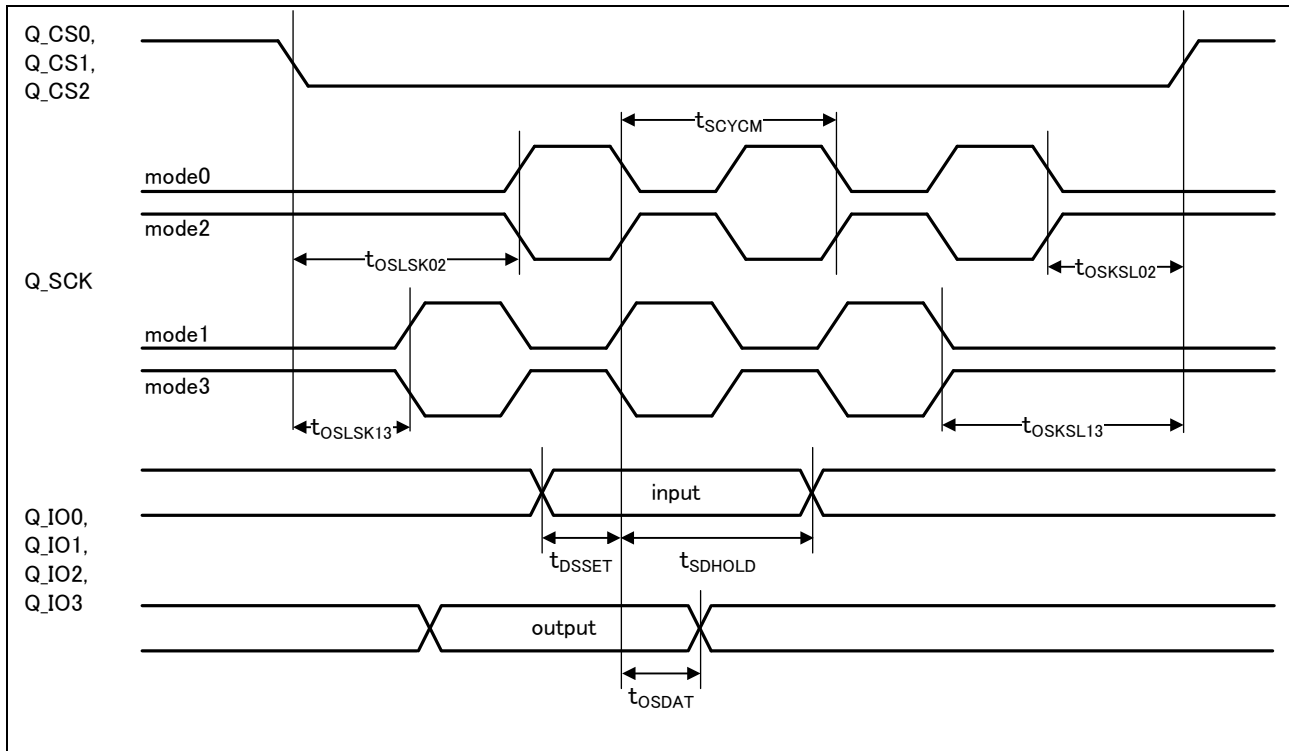 Q_CS0,
Q_CS1,
Q_CS2
tSCYCM
mode0
mode2
tOSLSK02
tOSKSL02
Q_SCK
mode1
mode3
tOSLSK13
tOSKSL13
input
Q_IO0,
Q_IO1,
Q_IO2,
Q_IO3
tDSSET
tSDHOLD
output
tOSDAT